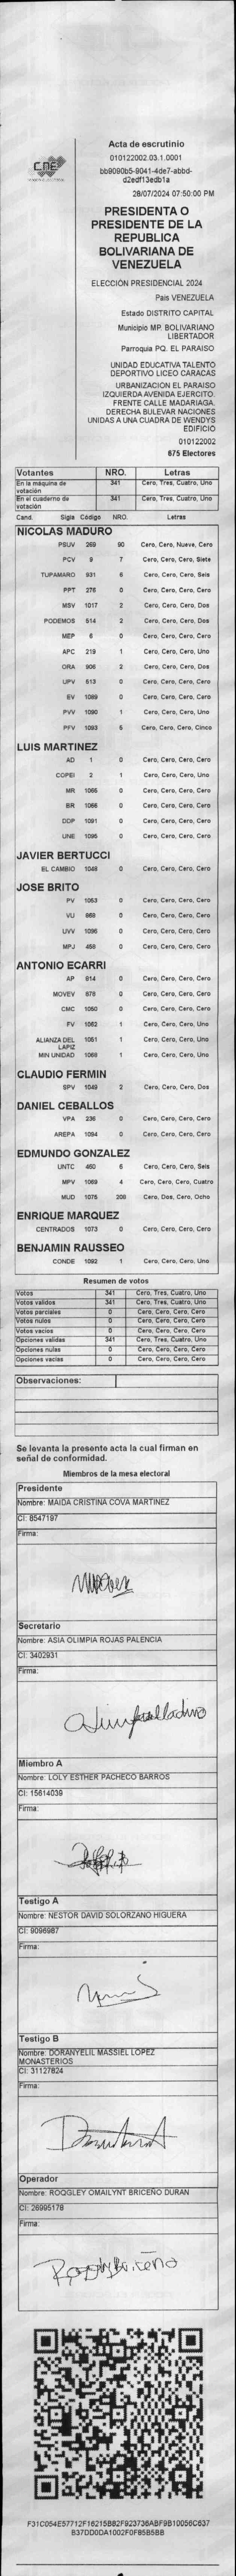 CNE
Acta de escrutinio
010122002.03.1.0001
bb9090b5-9041-4de7-abbd-
d2edf13edb1a
28/07/2024 07:50:00 PM
PRESIDENTA O
PRESIDENTE DE LA
REPUBLICA
BOLIVARIANA DE
VENEZUELA
ELECCIÓN PRESIDENCIAL 2024
Pais VENEZUELA
Estado DISTRITO CAPITAL
Municipio MP. BOLIVARIANO
LIBERTADOR
Parroquia PQ. EL PARAISO
UNIDAD EDUCATIVA TALENTO
DEPORTIVO LICEO CARACAS
URBANIZACIÓN EL PARAISO
IZQUIERDA AVENIDA EJERCITO.
FRENTE CALLE MADARIAGA.
DERECHA BULEVAR NACIONES
UNIDAS A UNA CUADRA DE WENDYS
EDIFICIO
010122002
675 Electores
Votantes NRO. Letras
En la máquina de votación 341 Cero, Tres, Cuatro, Uno
En el cuaderno de votación 341 Cero, Tres, Cuatro, Uno
Cand. Sigla Código NRO. Letras
NICOLAS MADURO
PSUV 269 90 Cero, Cero, Nueve, Cero
PCV 9 7 Cero, Cero, Cero, Siete
TUPAMARO 931 6 Cero, Cero, Cero, Seis
PPT 276 0 Cero, Cero, Cero, Cero
MSV 1017 2 Cero, Cero, Cero, Dos
PODEMOS 514 2 Cero, Cero, Cero, Dos
MEP 6 0 Cero, Cero, Cero, Cero
APC 219 1 Cero, Cero, Cero, Uno
ORA 906 2 Cero, Cero, Cero, Dos
UPV 513 0 Cero, Cero, Cero, Cero
EV 1089 0 Cero, Cero, Cero, Cero
PVV 1090 1 Cero, Cero, Cero, Uno
PFV 1093 5 Cero, Cero, Cero, Cinco
LUIS MARTINEZ
AD 1 0 Cero, Cero, Cero, Cero
COPEI 2 1 Cero, Cero, Cero, Uno
MR 1065 0 Cero, Cero, Cero, Cero
BR 1066 0 Cero, Cero, Cero, Cero
DDP 1091 0 Cero, Cero, Cero, Cero
UNE 1095 0 Cero, Cero, Cero, Cero
JAVIER BERTUCCI
EL CAMBIO 1048 0 Cero, Cero, Cero, Cero
JOSE BRITO
PV 1053 0 Cero, Cero, Cero, Cero
VU 868 0 Cero, Cero, Cero, Cero
UVV 1096 0 Cero, Cero, Cero, Cero
MPJ 458 0 Cero, Cero, Cero, Cero
ANTONIO ECARRI
AP 814 0 Cero, Cero, Cero, Cero
MOVEV 878 0 Cero, Cero, Cero, Cero
CMC 1050 0 Cero, Cero, Cero, Cero
FV 1052 1 Cero, Cero, Cero, Uno
ALIANZA DEL LAPIZ 1051 1 Cero, Cero, Cero, Uno
MIN UNIDAD 1068 1 Cero, Cero, Cero, Uno
CLAUDIO FERMIN
SPV 1049 2 Cero, Cero, Cero, Dos
DANIEL CEBALLOS
VPA 236 0 Cero, Cero, Cero, Cero
AREPA 1094 0 Cero, Cero, Cero, Cero
EDMUNDO GONZALEZ
UNTC 460 6 Cero, Cero, Cero, Seis
MPV 1069 4 Cero, Cero, Cero, Cuatro
MUD 1075 208 Cero, Dos, Cero, Ocho
ENRIQUE MARQUEZ
CENTRADOS 1073 0 Cero, Cero, Cero, Cero
BENJAMIN RAUSSEO
CONDE 1092 1 Cero, Cero, Cero, Uno
Resumen de votos
Votos 341 Cero, Tres, Cuatro, Uno
Votos validos 341 Cero, Tres, Cuatro, Uno
Votos parciales 0 Cero, Cero, Cero, Cero
Votos nulos 0 Cero, Cero, Cero, Cero
Votos vacios 0 Cero, Cero, Cero, Cero
Opciones validas 341 Cero, Tres, Cuatro, Uno
Opciones nulas 0 Cero, Cero, Cero, Cero
Opciones vacias 0 Cero, Cero, Cero, Cero
Observaciones:
Se levanta la presente acta la cual firman en
señal de conformidad.
Miembros de la mesa electoral
Presidente
Nombre: MAIDA CRISTINA COVA MARTINEZ
CI: 8547197
Firma:
Secretario
Nombre: ASIA OLIMPIA ROJAS PALENCIA
CI: 3402931
Firma:
Miembro A
Nombre: LOLY ESTHER PACHECO BARROS
CI: 15614039
Firma:
Testigo A
Nombre: NESTOR DAVID SOLORZANO HIGUERA
CI: 9096987
Firma:
Testigo B
Nombre: DORANYELIL MASSIEL LOPEZ
MONASTERIOS
CI: 31127824
Firma:
Operador
Nombre: ROQGLEY OMAILYNT BRICEÑO DURAN
CI: 26995178
Firma:
F31C054E57712F16215B82F923736ABF9B10056C637
B37DD0DA1002F0F85B5BB